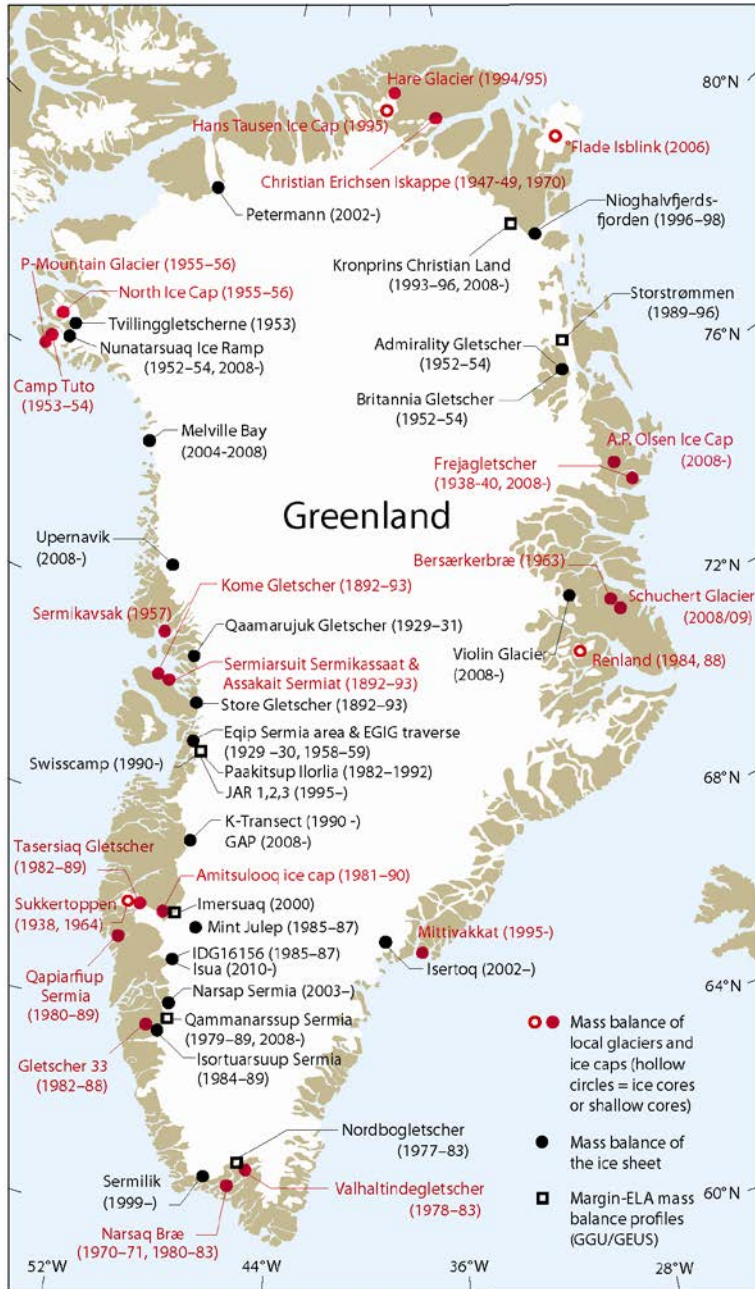 80°N
Hare Glacier (1994/95)
Hans Tausen Ice Cap (1995)
Flade Isblink (2006)
Christian Erichsen Iskappe (1947-49, 1970)
Petermann (2002-)
Nioghalvfjerds-
fjorden (1996–98)
Kronprins Christian Land
(1993–96, 2008-)
P-Mountain Glacier (1955–56)
North Ice Cap (1955–56)
Tvillinggletscherne (1953)
Nunatarsuaq Ice Ramp
(1952–54, 2008-)
Camp Tuto
(1953–54)
Storstrømmen
(1989–96)
76°N
Admirality Gletscher
(1952–54)
Britannia Gletscher
(1952–54)
Melville Bay
(2004-2008)
A.P. Olsen Ice Cap
(2008-)
Frejagletscher
(1938-40, 2008-)
Greenland
Upernavik
(2008-)
72°N
Bersærkerbræ (1963)
Kome Gletscher (1892–93)
Schuchert Glacier
(2008/09)
Sermikavsak (1957)
Qaamarujuk Gletscher (1929–31)
Violin Glacier
(2008-)
Renland (1984, 88)
Sermiarsuit Sermikassaat &
Assakait Sermiat (1892–93)
Store Gletscher (1892–93)
Eqip Sermia area & EGIG traverse
(1929 –30, 1958–59)
Swisscamp (1990-)
Paakitsup Ilorlia (1982–1992)
JAR 1,2,3 (1995–)
68°N
K-Transect (1990 -)
GAP (2008-)
Tasersiaq Gletscher
(1982–89)
Amitsulooq ice cap (1981–90)
Sukkertoppen
(1938, 1964)
Imersuaq (2000)
Mint Julep (1985–87)
Mittivakkat (1995-)
IDG16156 (1985–87)
Isua (2010-)
Isertoq (2002–)
Qapiarfiup
Sermia
(1980–89)
Narsap Sermia (2003–)
64°N
Qammanarssup Sermia
(1979–89, 2008-)
Gletscher 33
(1982–88)
Isortuarsuup Sermia
(1984–89)
Mass balance of
local glaciers and
ice caps (hollow
circles = ice cores
or shallow cores)
Nordbogletscher
(1977–83)
Mass balance of
the ice sheet
Sermilik
(1999–)
Valhaltindegletscher
(1978–83)
Margin-ELA mass
balance profiles
(GGU/GEUS)
60°N
Narsaq Bræ
(1970–71, 1980–83)
52°W
44°W
36°W
28°W